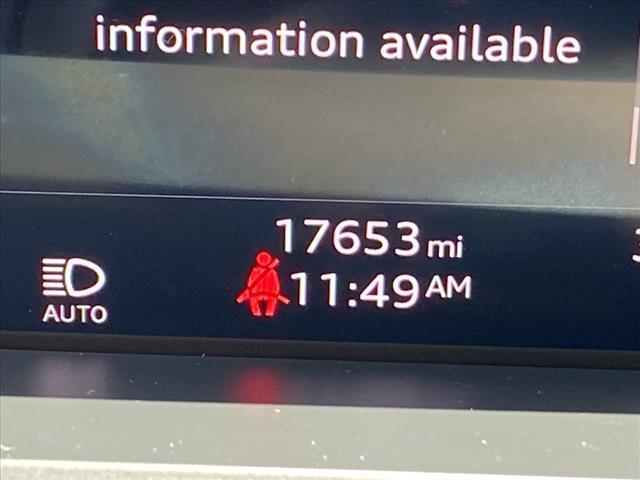 information available
17653 mi
11:49 AM
AUTO